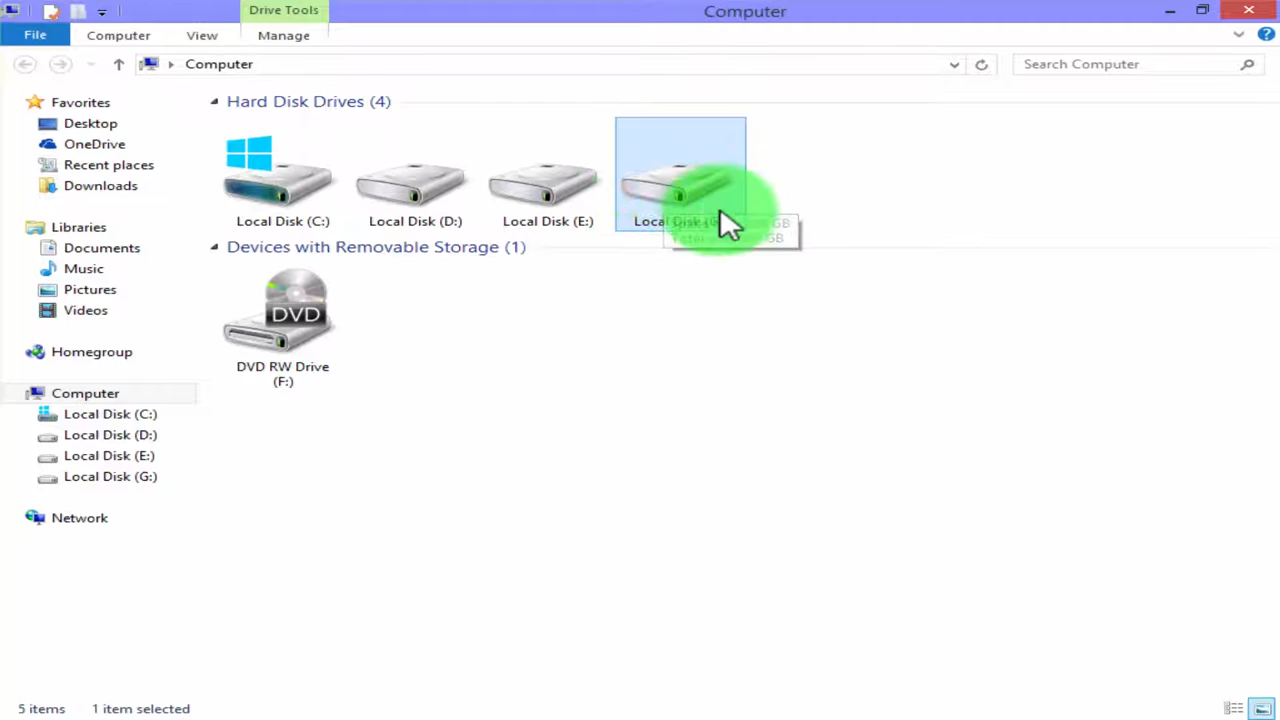 Drive Tools
Computer
File
Computer
View
Manage
Computer
Search Computer
Favorites
Desktop
OneDrive
Recent places
Downloads
Libraries
Documents
Music
Pictures
Videos
Homegroup
Computer
Local Disk (C:)
Local Disk (D:)
Local Disk (E:)
Local Disk (G:)
Network
Hard Disk Drives (4)
Local Disk (C:)
Local Disk (D:)
Local Disk (E:)
Local
GB
GB
Devices with Removable Storage (1)
DVD
DVD RW Drive
(F:)
5 items
1 item selected